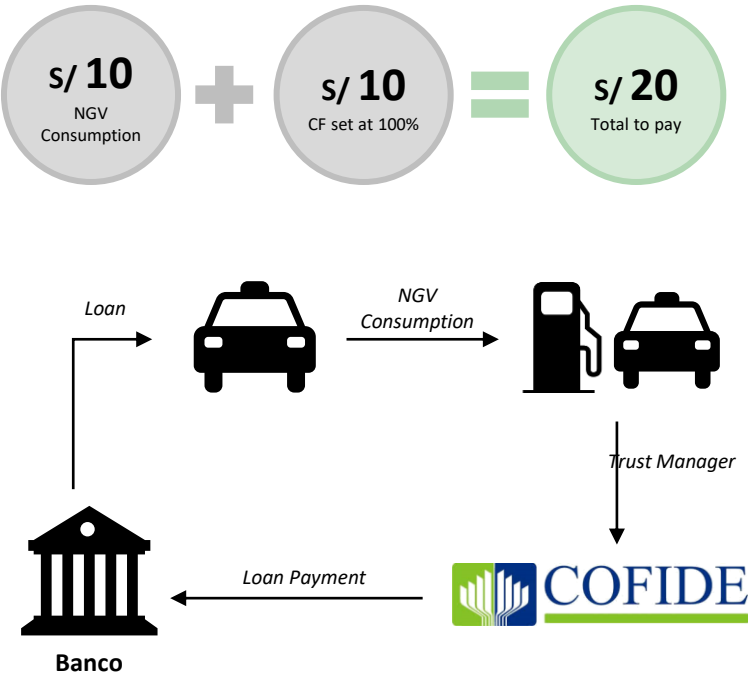 S/ 10
NGV
Consumption
S/ 10
CF set at 100%
S/ 20
Total to pay
Loan
NGV
Consumption
Trust Manager
Loan Payment
COFIDE
Banco